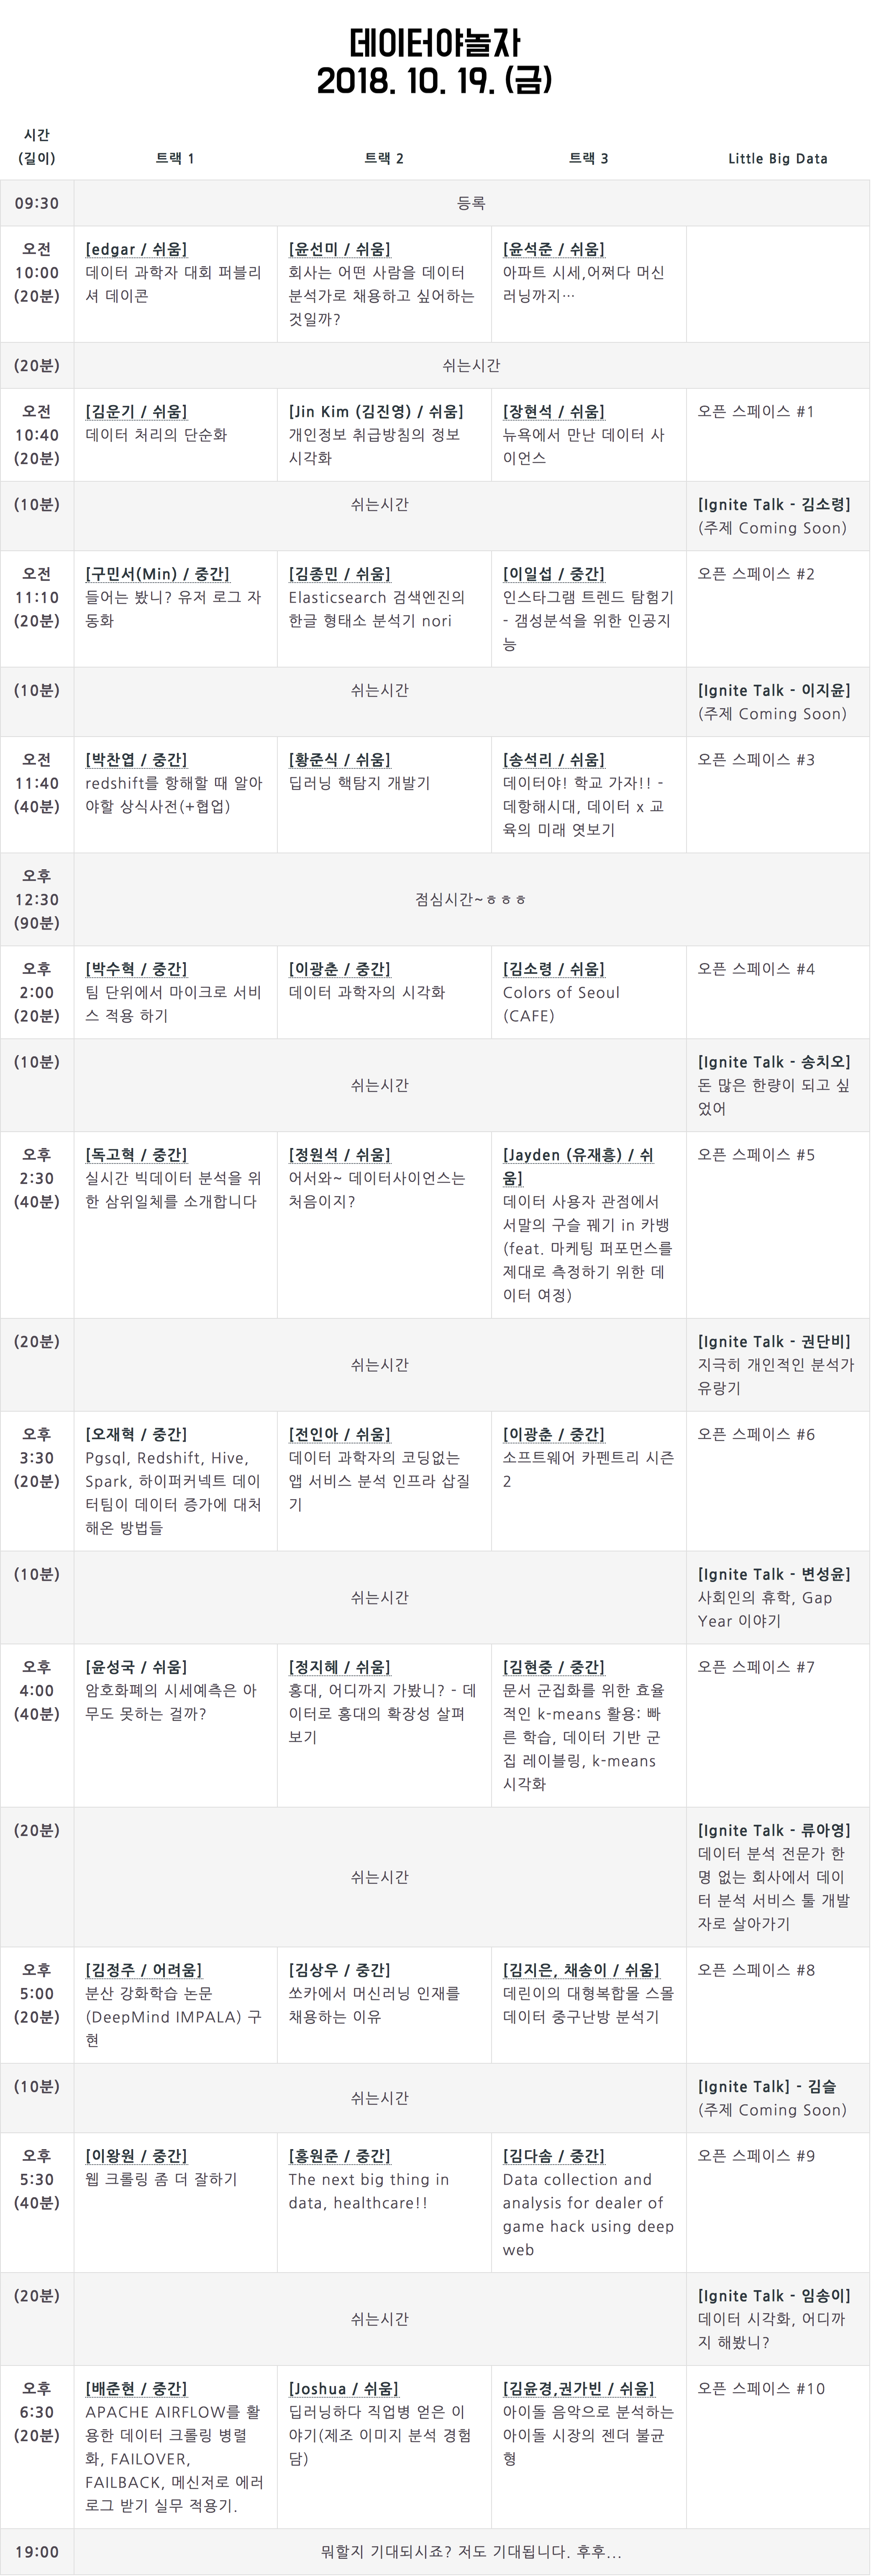 데이터야놀자
2018. 10. 19. (금)
시간
(길이)
트랙 1
트랙 2
트랙 3
Little Big Data
09:30
등록
오전
10:00
(20분)
[edgar / 쉬움]
데이터 과학자 대회 퍼블리
셔 데이콘
[윤선미 / 쉬움]
회사는 어떤 사람을 데이터
분석가로 채용하고 싶어하는
것일까?
[윤석준 / 쉬움]
아파트 시세,어쩌다 머신
러닝까지…
(20분)
쉬는시간
오전
10:40
(20분)
[김운기 / 쉬움]
데이터 처리의 단순화
[Jin Kim (김진영) / 쉬움]
개인정보 취급방침의 정보
시각화
[장현석 / 쉬움]
뉴욕에서 만난 데이터 사
이언스
오픈 스페이스 #1
(10분)
쉬는시간
[Ignite Talk - 김소령]
(주제 Coming Soon)
오전
11:10
(20분)
[구민서(Min) / 중간]
들어는 봤니? 유저 로그 자
동화
[김종민 / 쉬움]
Elasticsearch 검색엔진의
한글 형태소 분석기 nori
[이일섭 / 중간]
인스타그램 트렌드 탐험기
- 갬성분석을 위한 인공지
능
오픈 스페이스 #2
(10분)
쉬는시간
[Ignite Talk - 이지윤]
(주제 Coming Soon)
오전
11:40
(40분)
[박찬엽 / 중간]
redshift를 항해할 때 알아
야할 상식사전(+협업)
[황준식 / 쉬움]
딥러닝 핵탐지 개발기
[송석리 / 쉬움]
데이터야! 학교 가자!! -
데항해시대, 데이터 x 교
육의 미래 엿보기
오픈 스페이스 #3
오후
12:30
(90분)
점심시간~ㅎㅎㅎ
오후
2:00
(20분)
[박수혁 / 중간]
팀 단위에서 마이크로 서비
스 적용 하기
[이광춘 / 중간]
데이터 과학자의 시각화
[김소령 / 쉬움]
Colors of Seoul
(CAFE)
오픈 스페이스 #4
(10분)
쉬는시간
[Ignite Talk - 송치오]
돈 많은 한량이 되고 싶
었어
오후
2:30
(40분)
[독고혁 / 중간]
실시간 빅데이터 분석을 위
한 삼위일체를 소개합니다
[정원석 / 쉬움]
어서와~ 데이터사이언스는
처음이지?
[Jayden (유재흥) / 쉬
움]
데이터 사용자 관점에서
서말의 구슬 꿰기 in 카뱅
(feat. 마케팅 퍼포먼스를
제대로 측정하기 위한 데
이터 여정)
오픈 스페이스 #5
(20분)
쉬는시간
[Ignite Talk - 권단비]
지극히 개인적인 분석가
유랑기
오후
3:30
(20분)
[오재혁 / 중간]
Pgsql, Redshift, Hive,
Spark, 하이퍼커넥트 데이
터팀이 데이터 증가에 대처
해온 방법들
[전인아 / 쉬움]
데이터 과학자의 코딩없는
앱 서비스 분석 인프라 삽질
기
[이광춘 / 중간]
소프트웨어 카펜트리 시즌
2
오픈 스페이스 #6
(10분)
쉬는시간
[Ignite Talk - 변성윤]
사회인의 휴학, Gap
Year 이야기
오후
4:00
(40분)
[윤성국 / 쉬움]
암호화폐의 시세예측은 아
무도 못하는 걸까?
[정지혜 / 쉬움]
홍대, 어디까지 가봤니? - 데
이터로 홍대의 확장성 살펴
보기
[김현중 / 중간]
문서 군집화를 위한 효율
적인 k-means 활용: 빠
른 학습, 데이터 기반 군
집 레이블링, k-means
시각화
오픈 스페이스 #7
(20분)
쉬는시간
[Ignite Talk - 류아영]
데이터 분석 전문가 한
명 없는 회사에서 데이
터 분석 서비스 툴 개발
자로 살아가기
오후
5:00
(20분)
[김정주 / 어려움]
분산 강화학습 논문
(DeepMind IMPALA) 구
현
[김상우 / 중간]
쏘카에서 머신러닝 인재를
채용하는 이유
[김지은, 채송이 / 쉬움]
데린이의 대형복합몰 스몰
데이터 중구난방 분석기
오픈 스페이스 #8
(10분)
쉬는시간
[Ignite Talk] - 김슬
(주제 Coming Soon)
오후
5:30
(40분)
[이왕원 / 중간]
웹 크롤링 좀 더 잘하기
[홍원준 / 중간]
The next big thing in
data, healthcare!!
[김다솜 / 중간]
Data collection and
analysis for dealer of
game hack using deep
web
오픈 스페이스 #9
(20분)
쉬는시간
[Ignite Talk - 임송이]
데이터 시각화, 어디까
지 해봤니?
오후
6:30
(20분)
[배준현 / 중간]
APACHE AIRFLOW를 활
용한 데이터 크롤링 병렬
화, FAILOVER,
FAILBACK, 메신저로 에러
로그 받기 실무 적용기.
[Joshua / 쉬움]
딥러닝하다 직업병 얻은 이
야기(제조 이미지 분석 경험
담)
[김윤경,권가빈 / 쉬움]
아이돌 음악으로 분석하는
아이돌 시장의 젠더 불균
형
오픈 스페이스 #10
19:00
뭐할지 기대되시죠? 저도 기대됩니다. 후후...